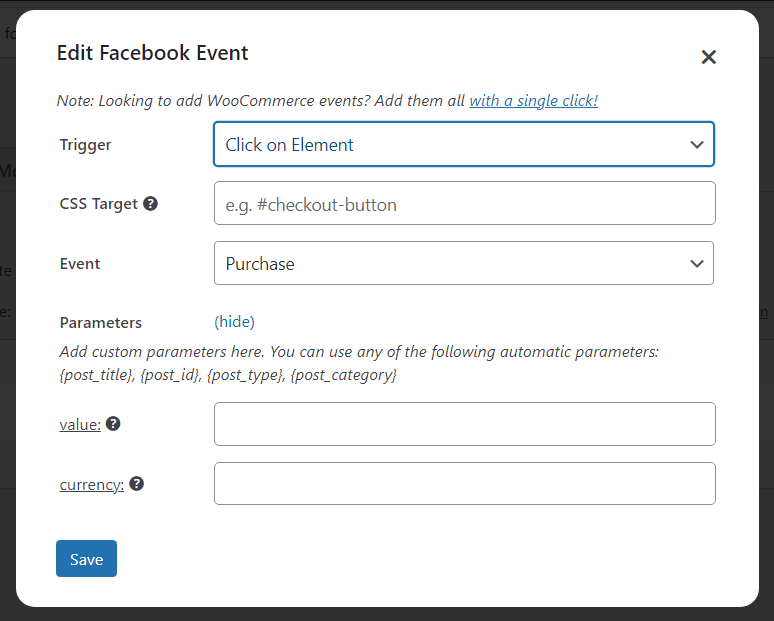 Edit Facebook Event
Note: Looking to add WooCommerce events? Add them all with a single click!
Trigger Click on Element
CSS Target ? e.g. #checkout-button
Event Purchase
Parameters (hide)
Add custom parameters here. You can use any of the following automatic parameters:
{post_title}, {post_id}, {post_type}, {post_category}
value: ?
currency: ?
Save